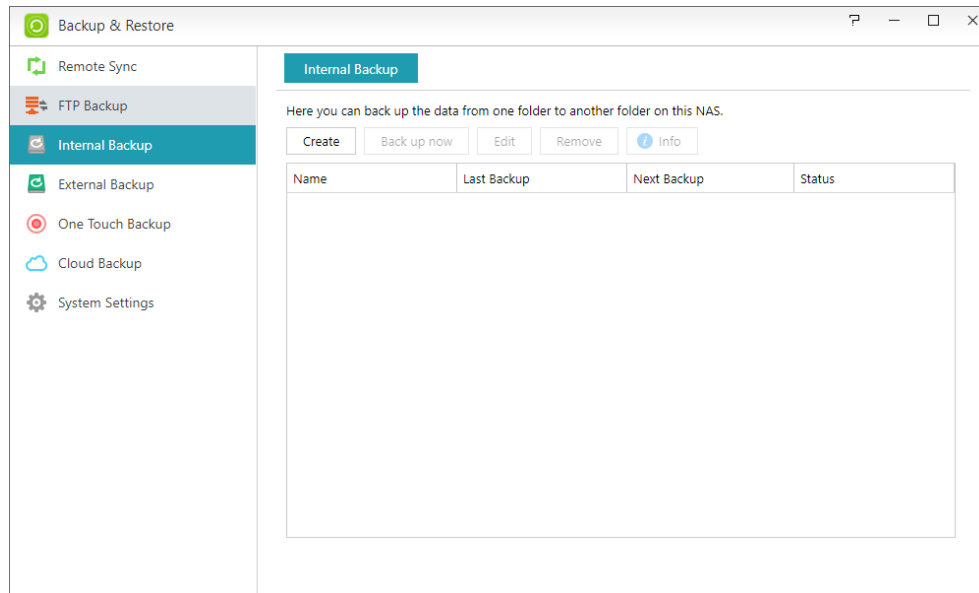 Backup & Restore
Remote Sync
FTP Backup
Internal Backup
External Backup
One Touch Backup
Cloud Backup
System Settings
Internal Backup
Here you can back up the data from one folder to another folder on this NAS.
Create Back up now Edit Remove i Info
Name Last Backup Next Backup Status